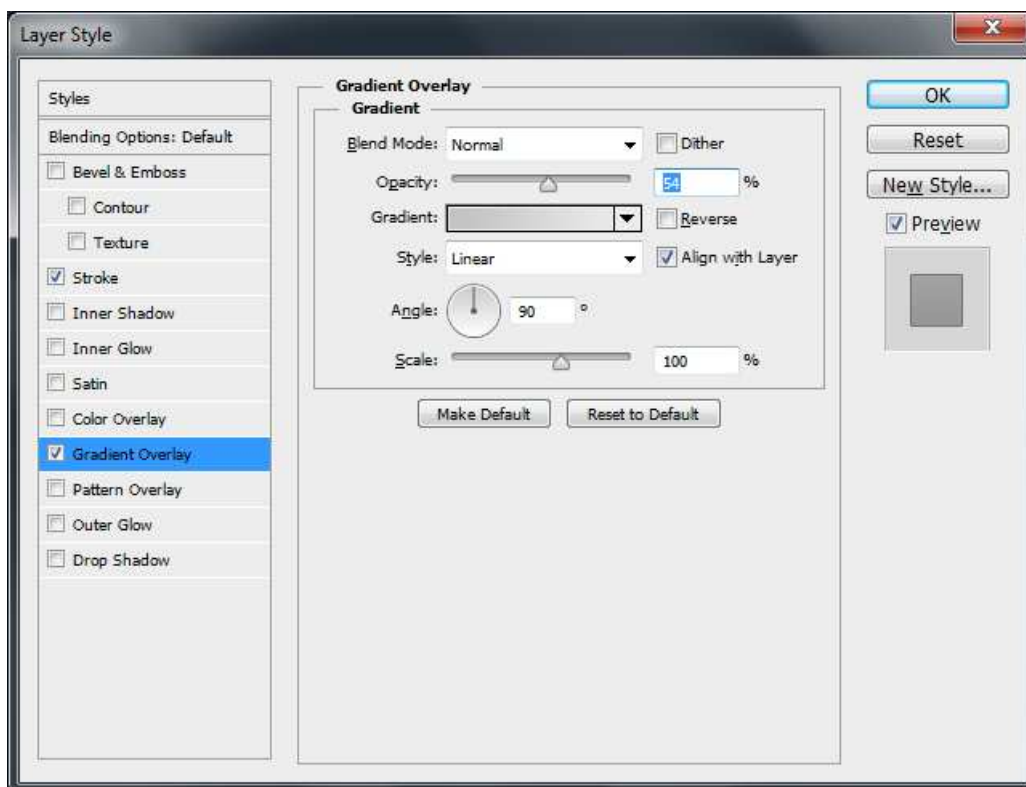 Layer Style
Styles
Blending Options: Default
Bevel & Emboss
Contour
Texture
Stroke
Inner Shadow
Inner Glow
Satin
Color Overlay
Gradient Overlay
Pattern Overlay
Outer Glow
Drop Shadow
Gradient Overlay
Gradient
Blend Mode: Normal Dither
Opacity: 54 %
Gradient: Reverse
Style: Linear Align with Layer
Angle: 90 °
Scale: 100 %
Make Default Reset to Default
OK
Reset
New Style...
Preview